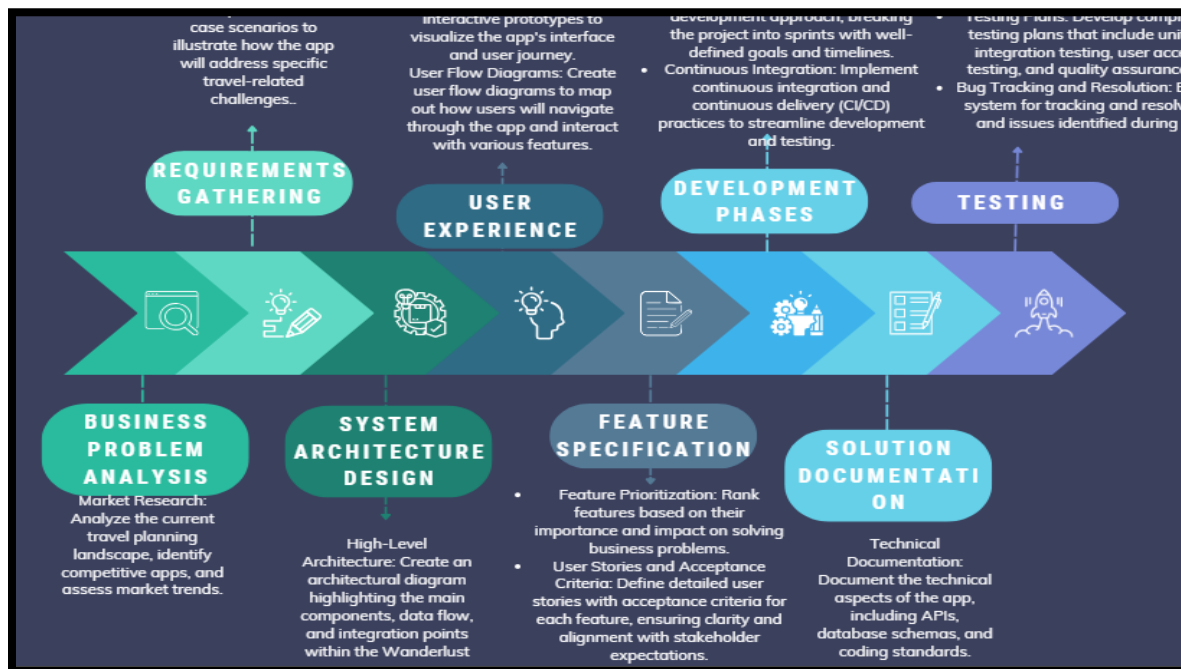 case scenarios to
illustrate how the app
will address specific
travel-related
challenges..
REQUIREMENTS
GATHERING
Interactive prototypes to
visualize the app's interface
and user journey.
User Flow Diagrams: Create
user flow diagrams to map
out how users will navigate
through the app and interact
with various features.
USER
EXPERIENCE
development approach, breaking
the project into sprints with well-
defined goals and timelines.
• Continuous Integration: Implement
continuous integration and
continuous delivery (CI/CD)
practices to streamline development
and testing.
DEVELOPMENT
PHASES
• Testing Plans: Develop
testing plans that include
integration testing, user
testing, and quality assurance
• Bug Tracking and Resolution:
system for tracking and
and issues identified during
TESTING
BUSINESS
PROBLEM
ANALYSIS
Market Research:
Analyze the current
travel planning
landscape, identify
competitive apps, and
assess market trends.
SYSTEM
ARCHITECTURE
DESIGN
High-Level
Architecture: Create an
architectural diagram
highlighting the main
components, data flow,
and integration points
within the Wanderlust
FEATURE
SPECIFICATION
• Feature Prioritization: Rank
features based on their
importance and impact on solving
business problems.
• User Stories and Acceptance
Criteria: Define detailed user
stories with acceptance criteria for
each feature, ensuring clarity and
alignment with stakeholder
expectations.
SOLUTION
DOCUMENTATI
ON
Technical
Documentation:
Document the technical
aspects of the app,
including APIs,
database schemas, and
coding standards.